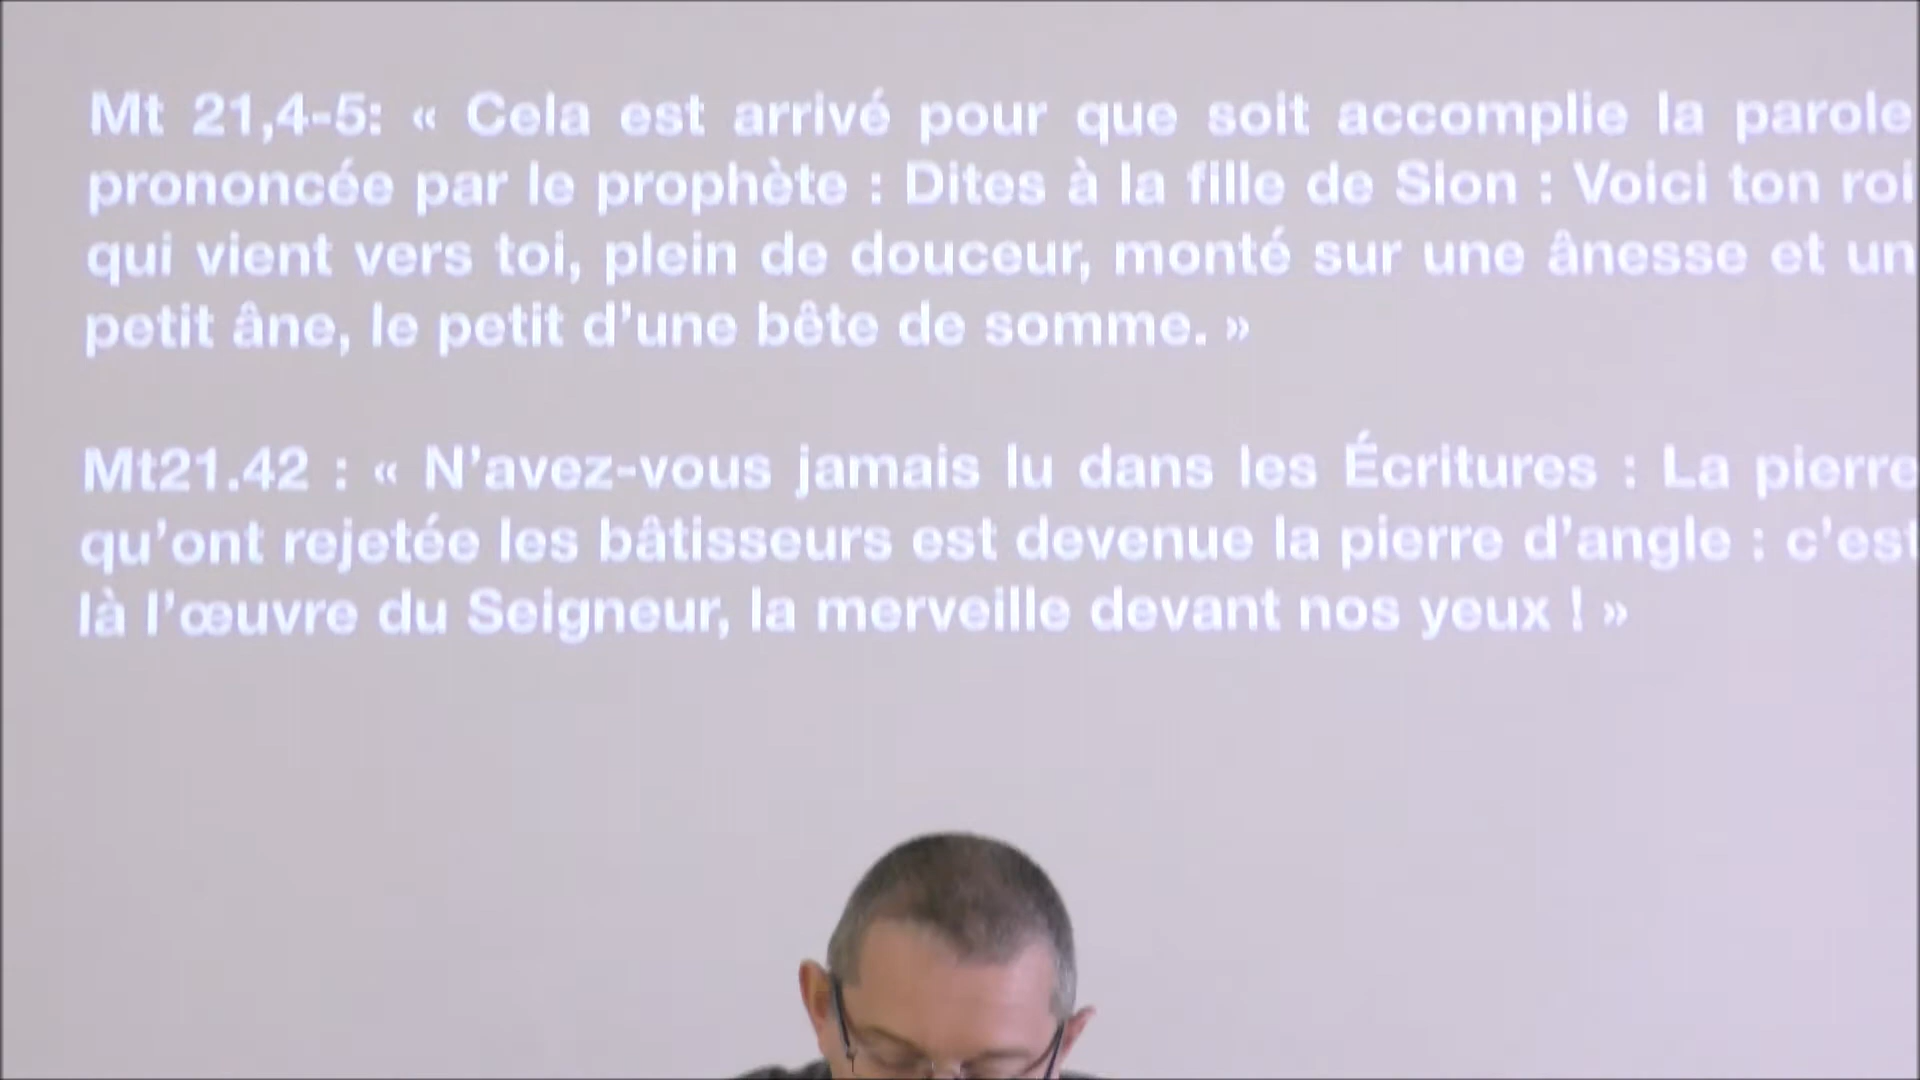 Mt 21,4-5: « Cela est arrivé pour que soit accomplie la parole
prononcée par le prophète : Dites à la fille de Sion : Voici ton roi
qui vient vers toi, plein de douceur, monté sur une ânesse et un
petit âne, le petit d’une bête de somme. »
Mt21.42 : « N’avez-vous jamais lu dans les Écritures : La pierre
qu’ont rejetée les bâtisseurs est devenue la pierre d’angle : c’est
là l’œuvre du Seigneur, la merveille devant nos yeux ! »